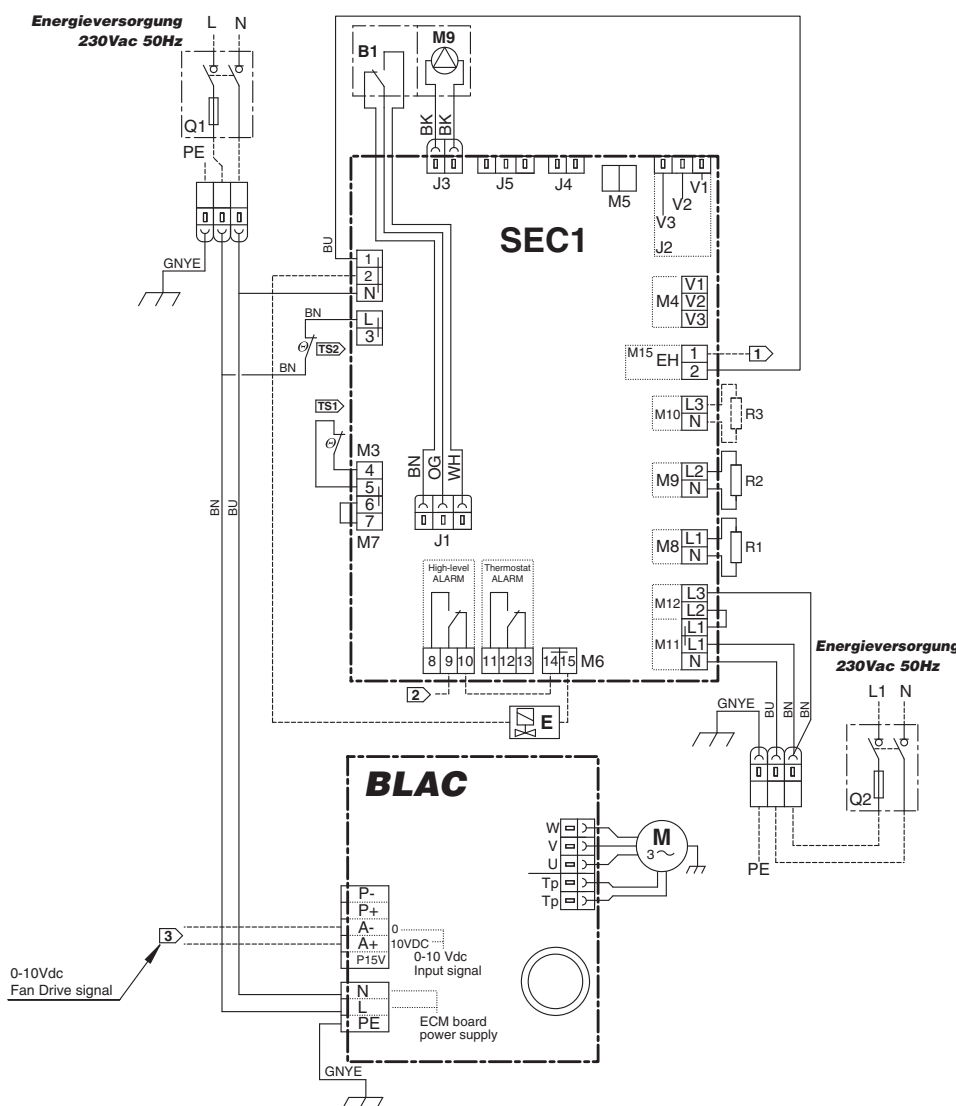 Energieversorgung
230Vac 50Hz
L N
Q1
PE
GNYE
B1
M9
BK
BK
J3
J5
J4
M5
V1
V2
V3
J2
SEC1
BU
1
2
N
BN
L
3
TS2
BN
TS1
M3
4
5
6
7
M7
BN
BU
BN
OG
WH
J1
M4
V1
V2
V3
M15
EH
1
2
1
M10
L3
N
R3
M9
L2
N
R2
M8
L1
N
R1
M12
L3
L2
L1
M11
L1
N
High-level
ALARM
Thermostat
ALARM
8 9 10
11 12 13
14 15
M6
2
E
Energieversorgung
230Vac 50Hz
L1 N
GNYE
BU
BN
BN
Q2
PE
BLAC
W
V
U
Tp
Tp
M
3
P-
P+
A-
A+
P15V
0
10VDC
0-10 Vdc
Input signal
3
0-10Vdc
Fan Drive signal
N
L
PE
ECM board
power supply
GNYE